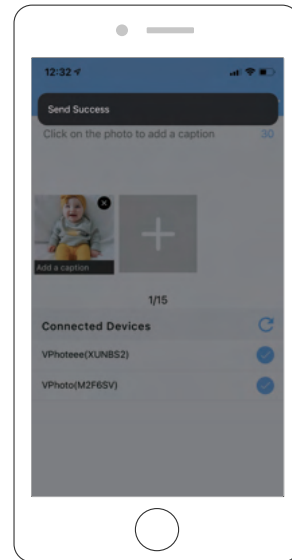 12:32
Send Success
Click on the photo to add a caption 30
Add a caption
1/15
Connected Devices
VPhoteee(XUNBS2)
VPhoto(M2F6SV)